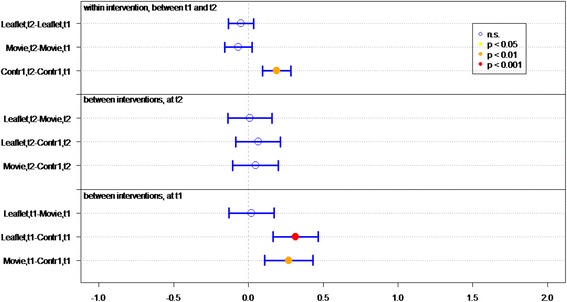 within intervention, between t1 and t2
Leaflet,t2-Leaflet,t1
Movie,t2-Movie,t1
Contr1,t2-Contr1,t1
n.s.
p < 0.05
p < 0.01
p < 0.001
between interventions, at t2
Leaflet,t2-Movie,t2
Leaflet,t2-Contr1,t2
Movie,t2-Contr1,t2
between interventions, at t1
Leaflet,t1-Movie,t1
Leaflet,t1-Contr1,t1
Movie,t1-Contr1,t1
-1.0 -0.5 0.0 0.5 1.0 1.5 2.0